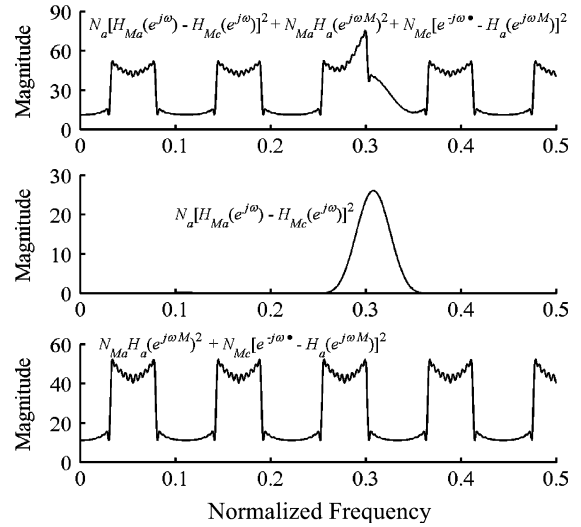 N_a[H_Ma(e^jω) - H_Mc(e^jω)]^2 + N_Ma H_a(e^jωM)^2 + N_Mc[e^-jω• - H_a(e^jωM)]^2
90
60
30
0
Magnitude
0 0.1 0.2 0.3 0.4 0.5
30
20
10
0
Magnitude
N_a[H_Ma(e^jω) - H_Mc(e^jω)]^2
0 0.1 0.2 0.3 0.4 0.5
N_Ma H_a(e^jωM)^2 + N_Mc[e^-jω• - H_a(e^jωM)]^2
60
40
20
0
Magnitude
0 0.1 0.2 0.3 0.4 0.5
Normalized Frequency